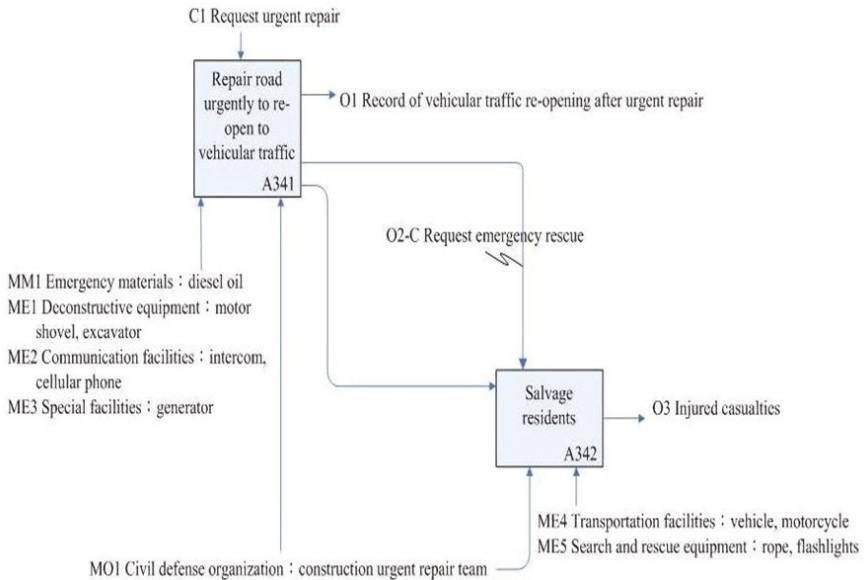 C1 Request urgent repair
Repair road
urgently to re-
open to
vehicular traffic
A341
O1 Record of vehicular traffic re-opening after urgent repair
O2-C Request emergency rescue
MM1 Emergency materials：diesel oil
ME1 Deconstructive equipment：motor
shovel, excavator
ME2 Communication facilities：intercom,
cellular phone
ME3 Special facilities：generator
Salvage
residents
A342
O3 Injured casualties
ME4 Transportation facilities：vehicle, motorcycle
ME5 Search and rescue equipment：rope, flashlights
MO1 Civil defense organization：construction urgent repair team